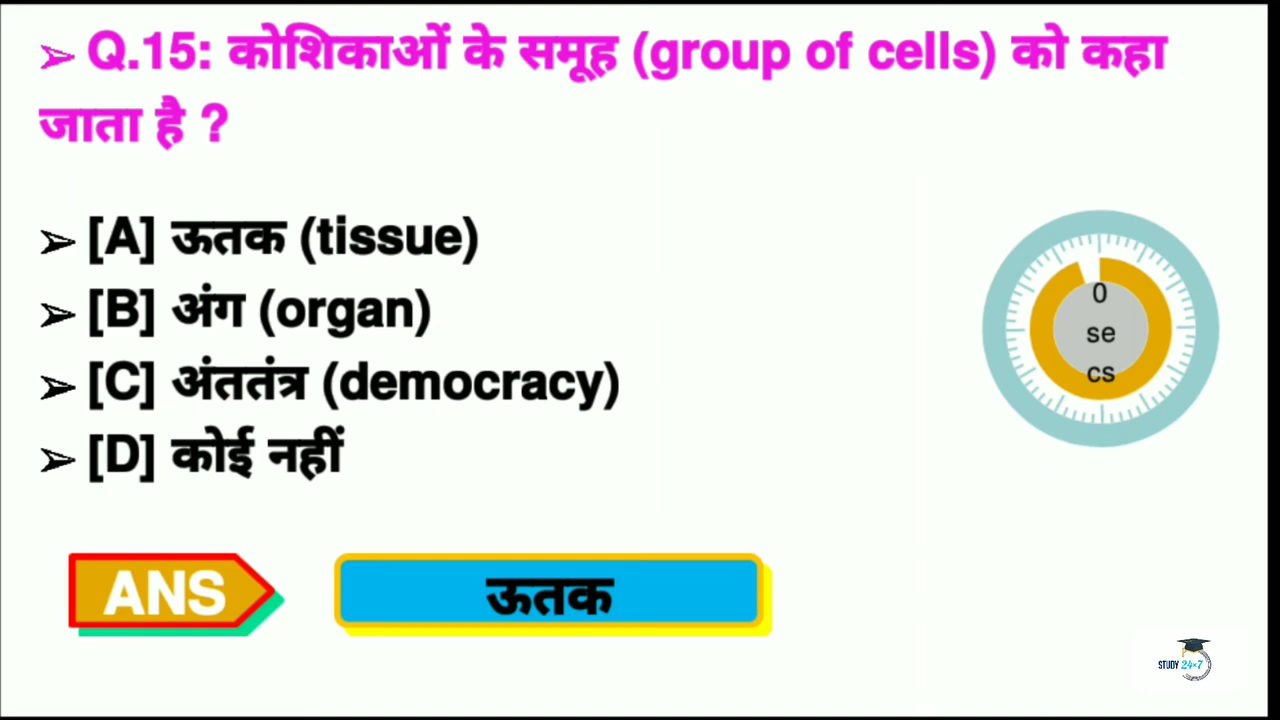 ➢ Q.15: कोशिकाओं के समूह (group of cells) को कहा
जाता है ?
➢ [A] ऊतक (tissue)
➢ [B] अंग (organ)
➢ [C] अंततंत्र (democracy)
➢ [D] कोई नहीं
0
se
cs
ANS
ऊतक
STUDY 24×7